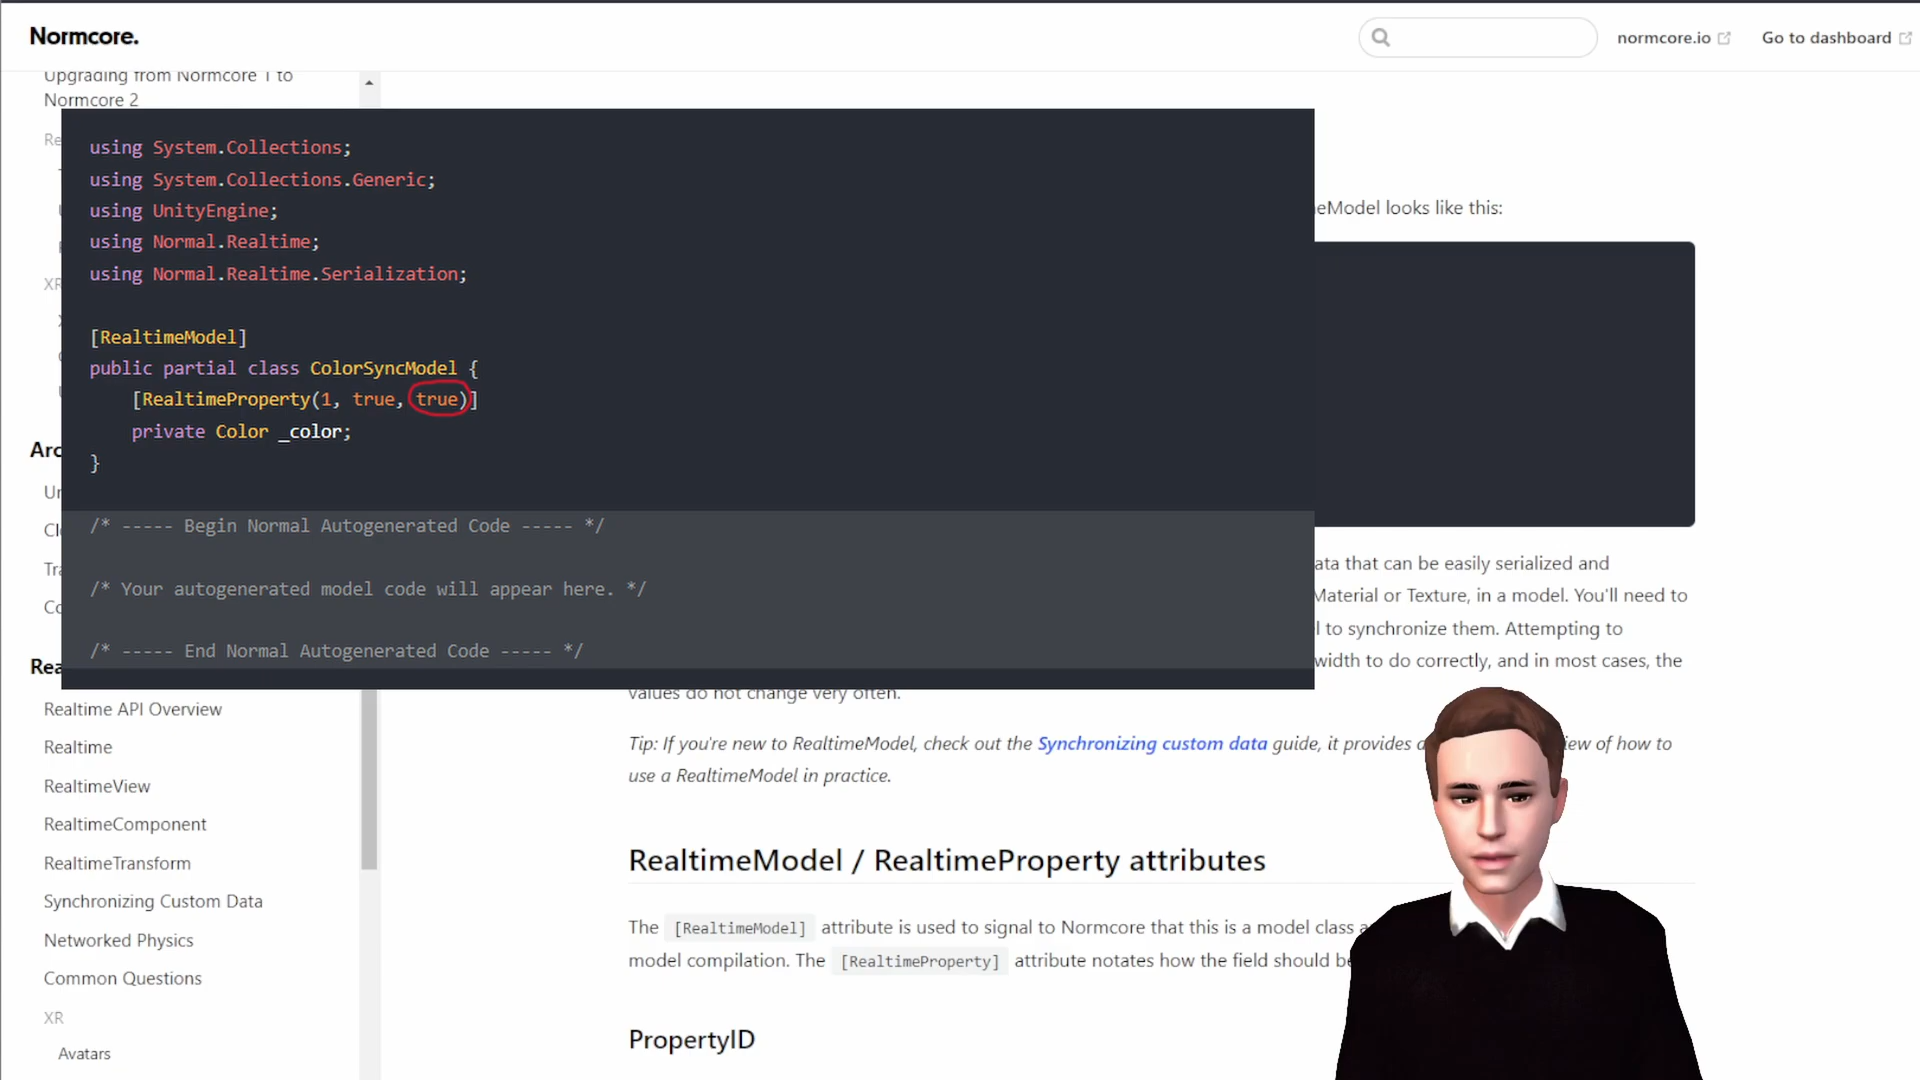 Normcore.
normcore.io
Go to dashboard
Upgrading from Normcore 1 to
Normcore 2
using System.Collections;
using System.Collections.Generic;
using UnityEngine;
using Normal.Realtime;
using Normal.Realtime.Serialization;
[RealtimeModel]
public partial class ColorSyncModel {
[RealtimeProperty(1, true, true)]
private Color _color;
}
/* ----- Begin Normal Autogenerated Code ----- */
/* Your autogenerated model code will appear here. */
/* ----- End Normal Autogenerated Code ----- */
eModel looks like this:
ata that can be easily serialized and
Material or Texture, in a model. You'll need to
l to synchronize them. Attempting to
width to do correctly, and in most cases, the
values do not change very often.
Tip: If you're new to RealtimeModel, check out the Synchronizing custom data guide, it provides a iew of how to
use a RealtimeModel in practice.
RealtimeModel / RealtimeProperty attributes
The [RealtimeModel] attribute is used to signal to Normcore that this is a model class a
model compilation. The [RealtimeProperty] attribute notates how the field should be
PropertyID
Re
XR
Arc
Ur
Cl
Tra
Co
Rea
Realtime API Overview
Realtime
RealtimeView
RealtimeComponent
RealtimeTransform
Synchronizing Custom Data
Networked Physics
Common Questions
XR
Avatars